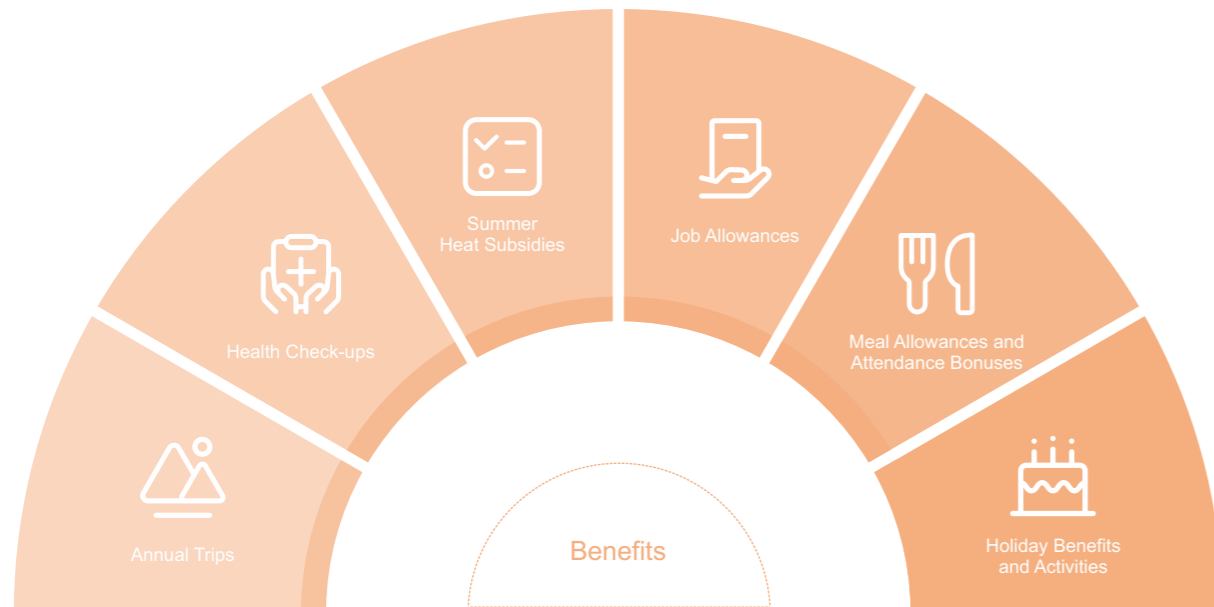 Summer
Heat Subsidies
Job Allowances
Health Check-ups
Meal Allowances and
Attendance Bonuses
Annual Trips
Holiday Benefits
and Activities
Benefits